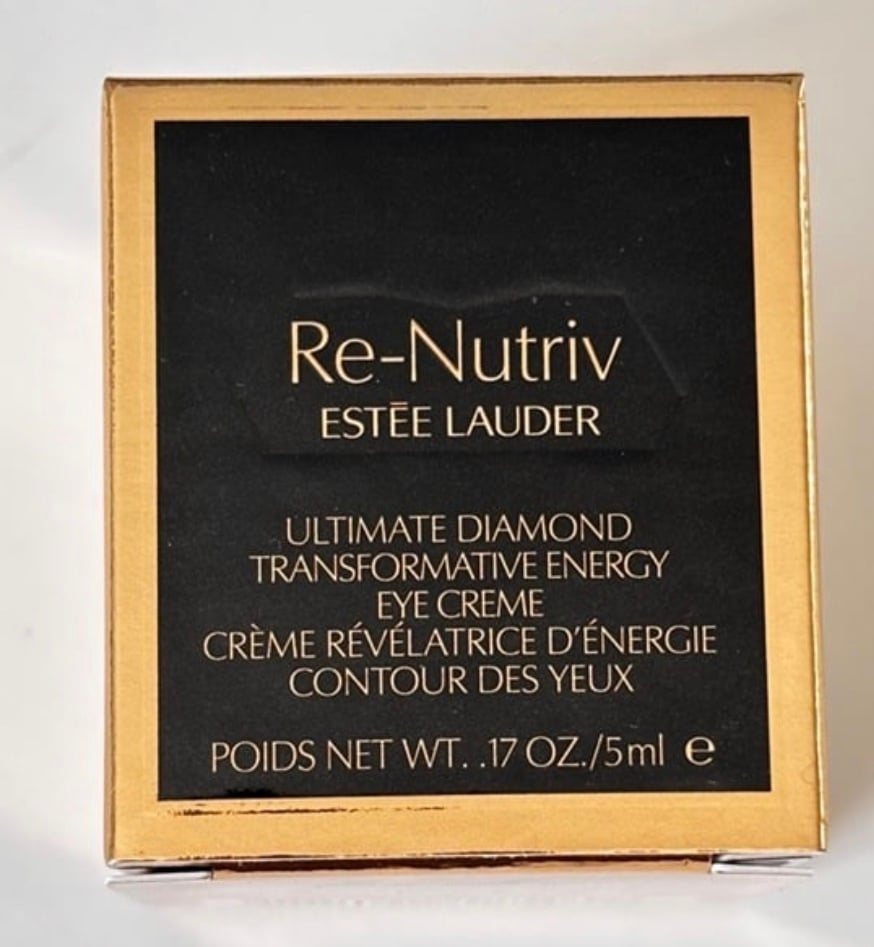 Re-Nutriv
ESTĒE LAUDER
ULTIMATE DIAMOND
TRANSFORMATIVE ENERGY
EYE CREME
CRÈME RÉVÉLATRICE D'ÉNERGIE
CONTOUR DES YEUX
POIDS NET WT. .17 OZ./5ml ℮